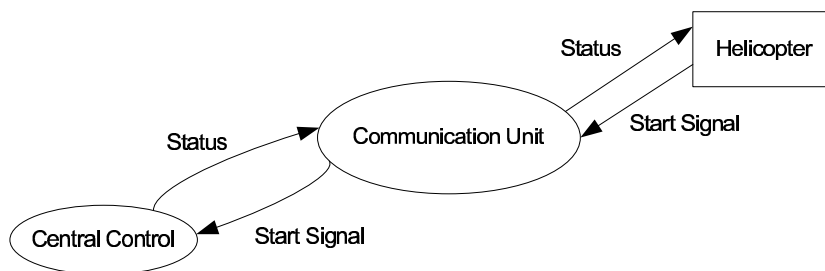 Status
Helicopter
Communication Unit
Start Signal
Status
Central Control
Start Signal